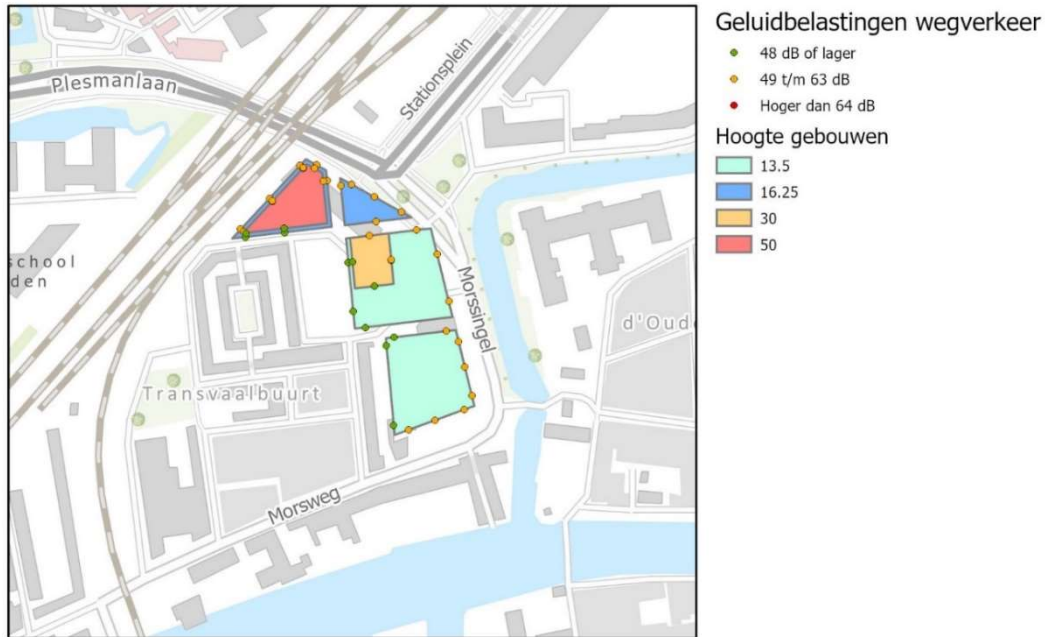 Plesmanlaan
Stationsplein
school
den
Morssingel
d'Oude
Transvaalbuurt
Morsweg
Geluidbelastingen wegverkeer
48 dB of lager
49 t/m 63 dB
Hoger dan 64 dB
Hoogte gebouwen
13.5
16.25
30
50